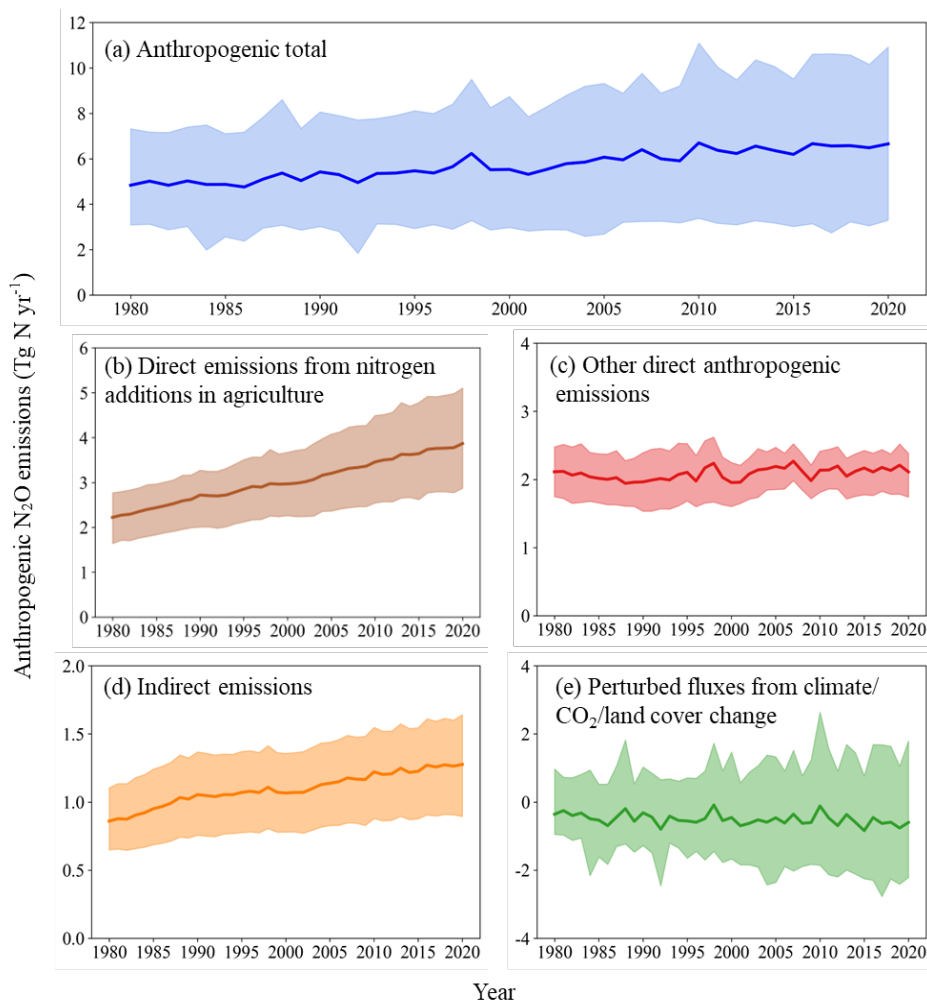 (a) Anthropogenic total
12
10
8
6
4
2
0
1980 1985 1990 1995 2000 2005 2010 2015 2020
Anthropogenic N₂O emissions (Tg N yr⁻¹)
(b) Direct emissions from nitrogen
additions in agriculture
6
5
4
3
2
1
0
1980 1985 1990 1995 2000 2005 2010 2015 2020
(c) Other direct anthropogenic
emissions
4
3
2
1
0
1980 1985 1990 1995 2000 2005 2010 2015 2020
(d) Indirect emissions
2.0
1.5
1.0
0.5
0.0
1980 1985 1990 1995 2000 2005 2010 2015 2020
(e) Perturbed fluxes from climate/
CO₂/land cover change
4
2
0
-2
-4
1980 1985 1990 1995 2000 2005 2010 2015 2020
Year